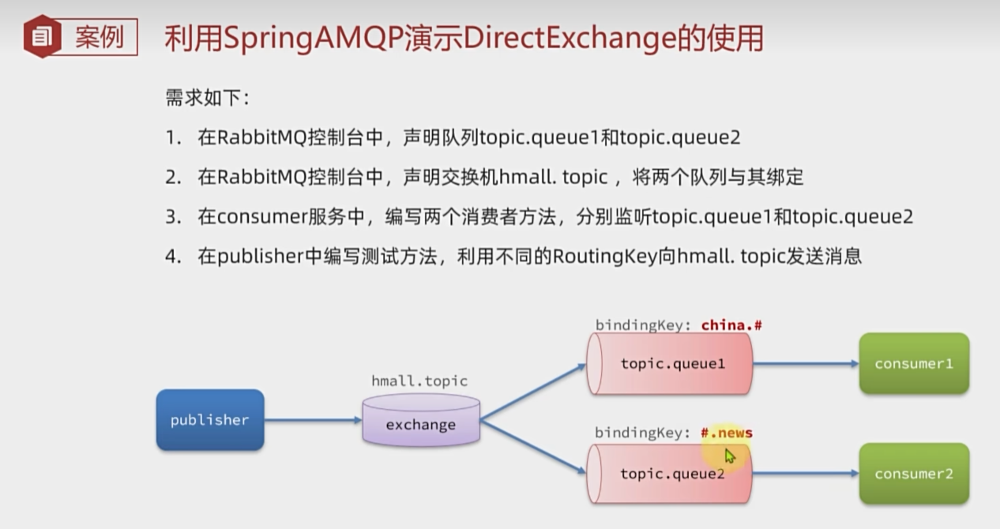 案例
利用SpringAMQP演示DirectExchange的使用
需求如下：
1. 在RabbitMQ控制台中，声明队列topic.queue1和topic.queue2
2. 在RabbitMQ控制台中，声明交换机hmall. topic ，将两个队列与其绑定
3. 在consumer服务中，编写两个消费者方法，分别监听topic.queue1和topic.queue2
4. 在publisher中编写测试方法，利用不同的RoutingKey向hmall. topic发送消息
bindingKey: china.#
topic.queue1
consumer1
hmall.topic
publisher
exchange
bindingKey: #.news
topic.queue2
consumer2